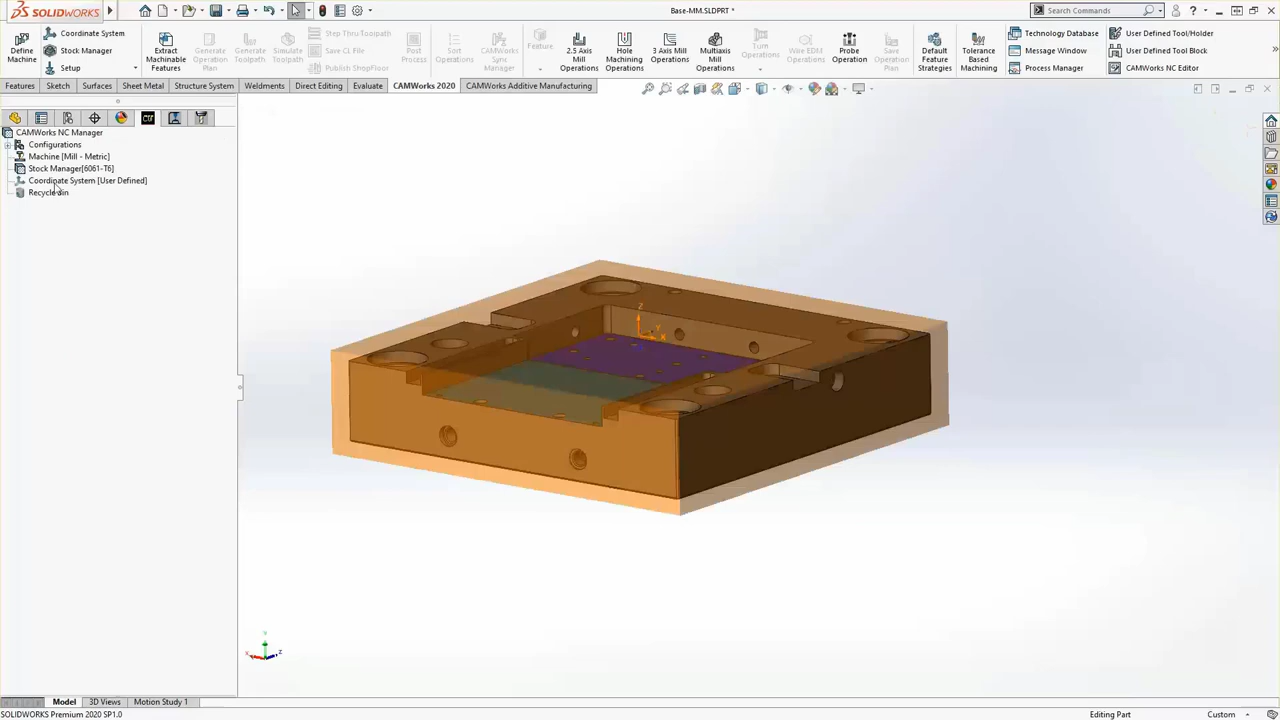 SOLIDWORKS
Base-MM.SLDPRT *
Search Commands
Define Machine
Coordinate System
Stock Manager
Setup
Extract Machinable Features
Generate Operation Plan
Generate Toolpath
Simulate Toolpath
Step Thru Toolpath
Save CL File
Publish ShopFloor
Post Process
Sort Operations
CAMWorks Sync Manager
Feature
2.5 Axis Mill Operations
Hole Machining Operations
3 Axis Mill Operations
Multiaxis Mill Operations
Turn Operations
Wire EDM Operations
Save Operation Plan
Probe Operation
Default Feature Strategies
Tolerance Based Machining
Technology Database
Message Window
Process Manager
User Defined Tool/Holder
User Defined Tool Block
CAMWorks NC Editor
Features
Sketch
Surfaces
Sheet Metal
Structure System
Weldments
Direct Editing
Evaluate
CAMWorks 2020
CAMWorks Additive Manufacturing
CAMWorks NC Manager
Configurations
Machine [Mill - Metric]
Stock Manager[6061-T6]
Coordinate System [User Defined]
Recycle Bin
Z
Y
X
Y
X
Z
Model
3D Views
Motion Study 1
SOLIDWORKS Premium 2020 SP1.0
Editing Part
Custom